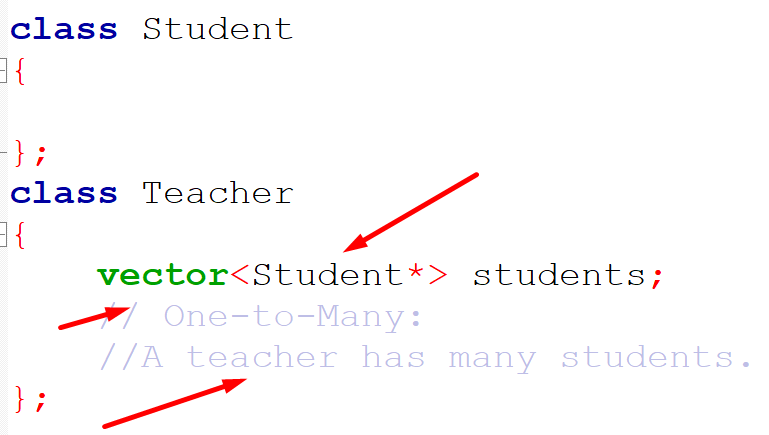 class Student
{
};
class Teacher
{
vector<Student*> students;
// One-to-Many:
//A teacher has many students.
};